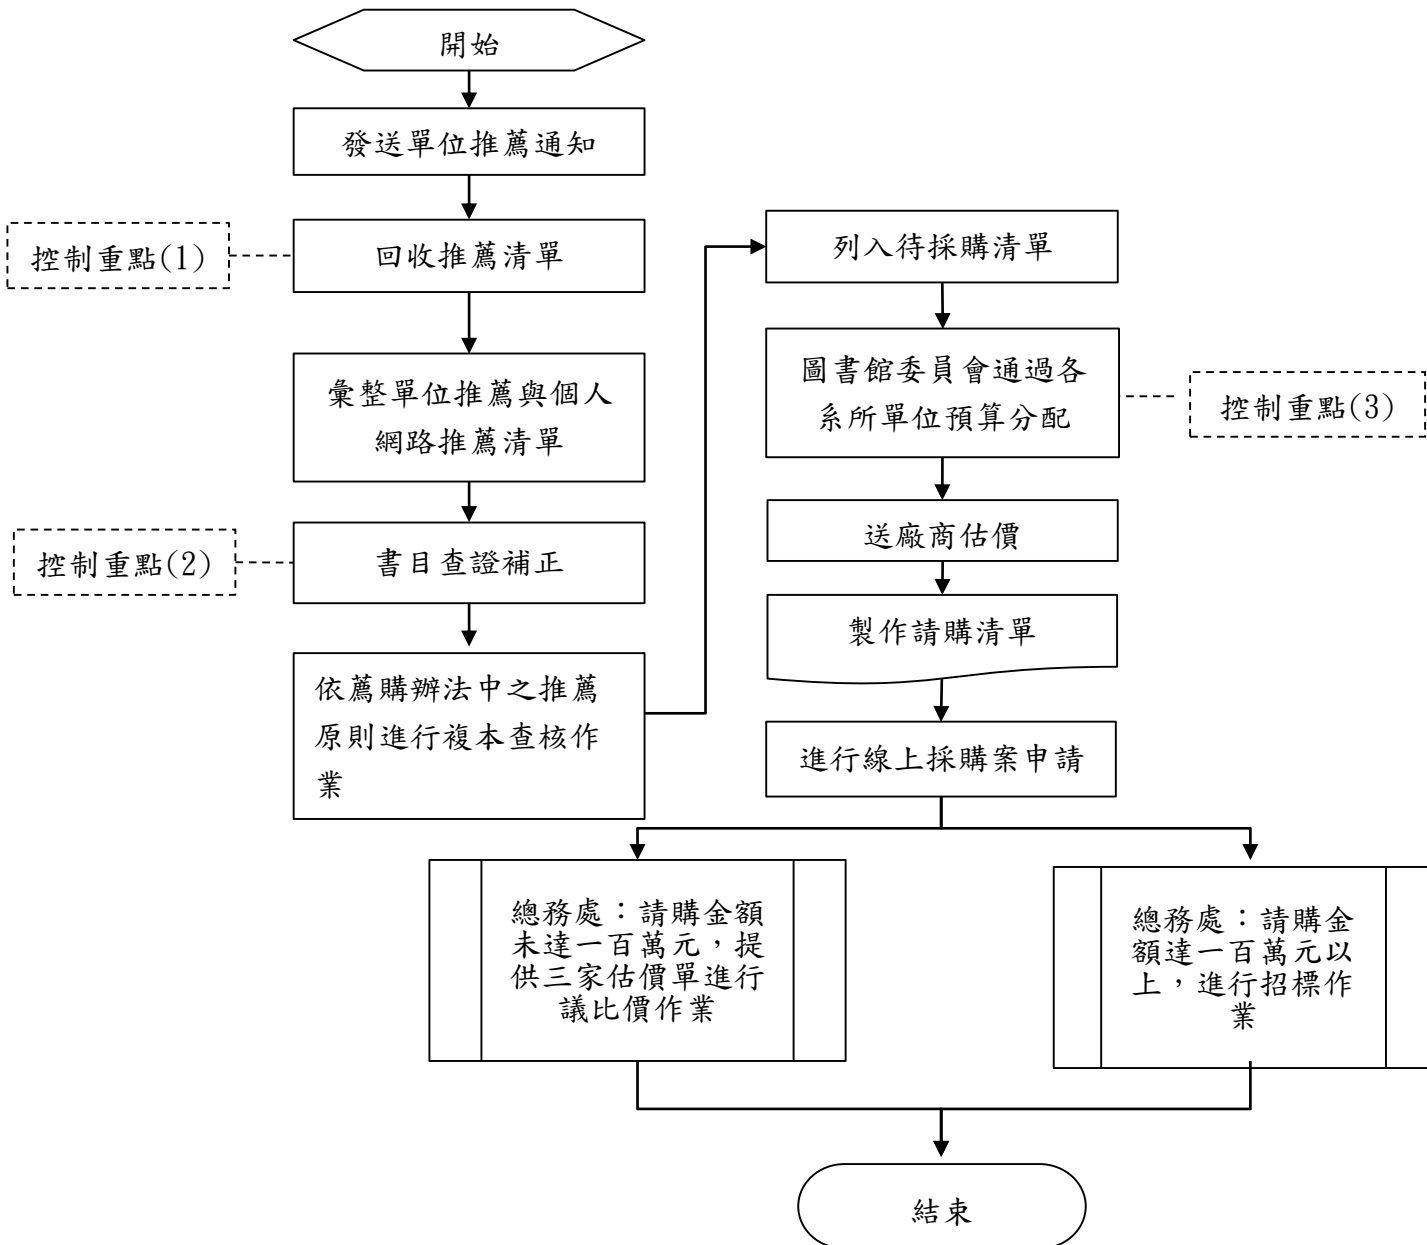 開始
發送單位推薦通知
控制重點(1)
回收推薦清單
彙整單位推薦與個人
網路推薦清單
控制重點(2)
書目查證補正
依薦購辦法中之推薦
原則進行複本查核作
業
列入待採購清單
圖書館委員會通過各
系所單位預算分配
控制重點(3)
送廠商估價
製作請購清單
進行線上採購案申請
總務處：請購金額
未達一百萬元，提
供三家估價單進行
議比價作業
總務處：請購金
額達一百萬元以
上，進行招標作
業
結束